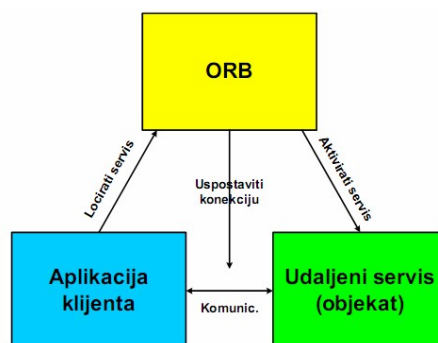 ORB
Locirati servis
Uspostaviti
konekciju
Aktivirati servis
Aplikacija
klijenta
Komunic.
Udaljeni servis
(objekat)